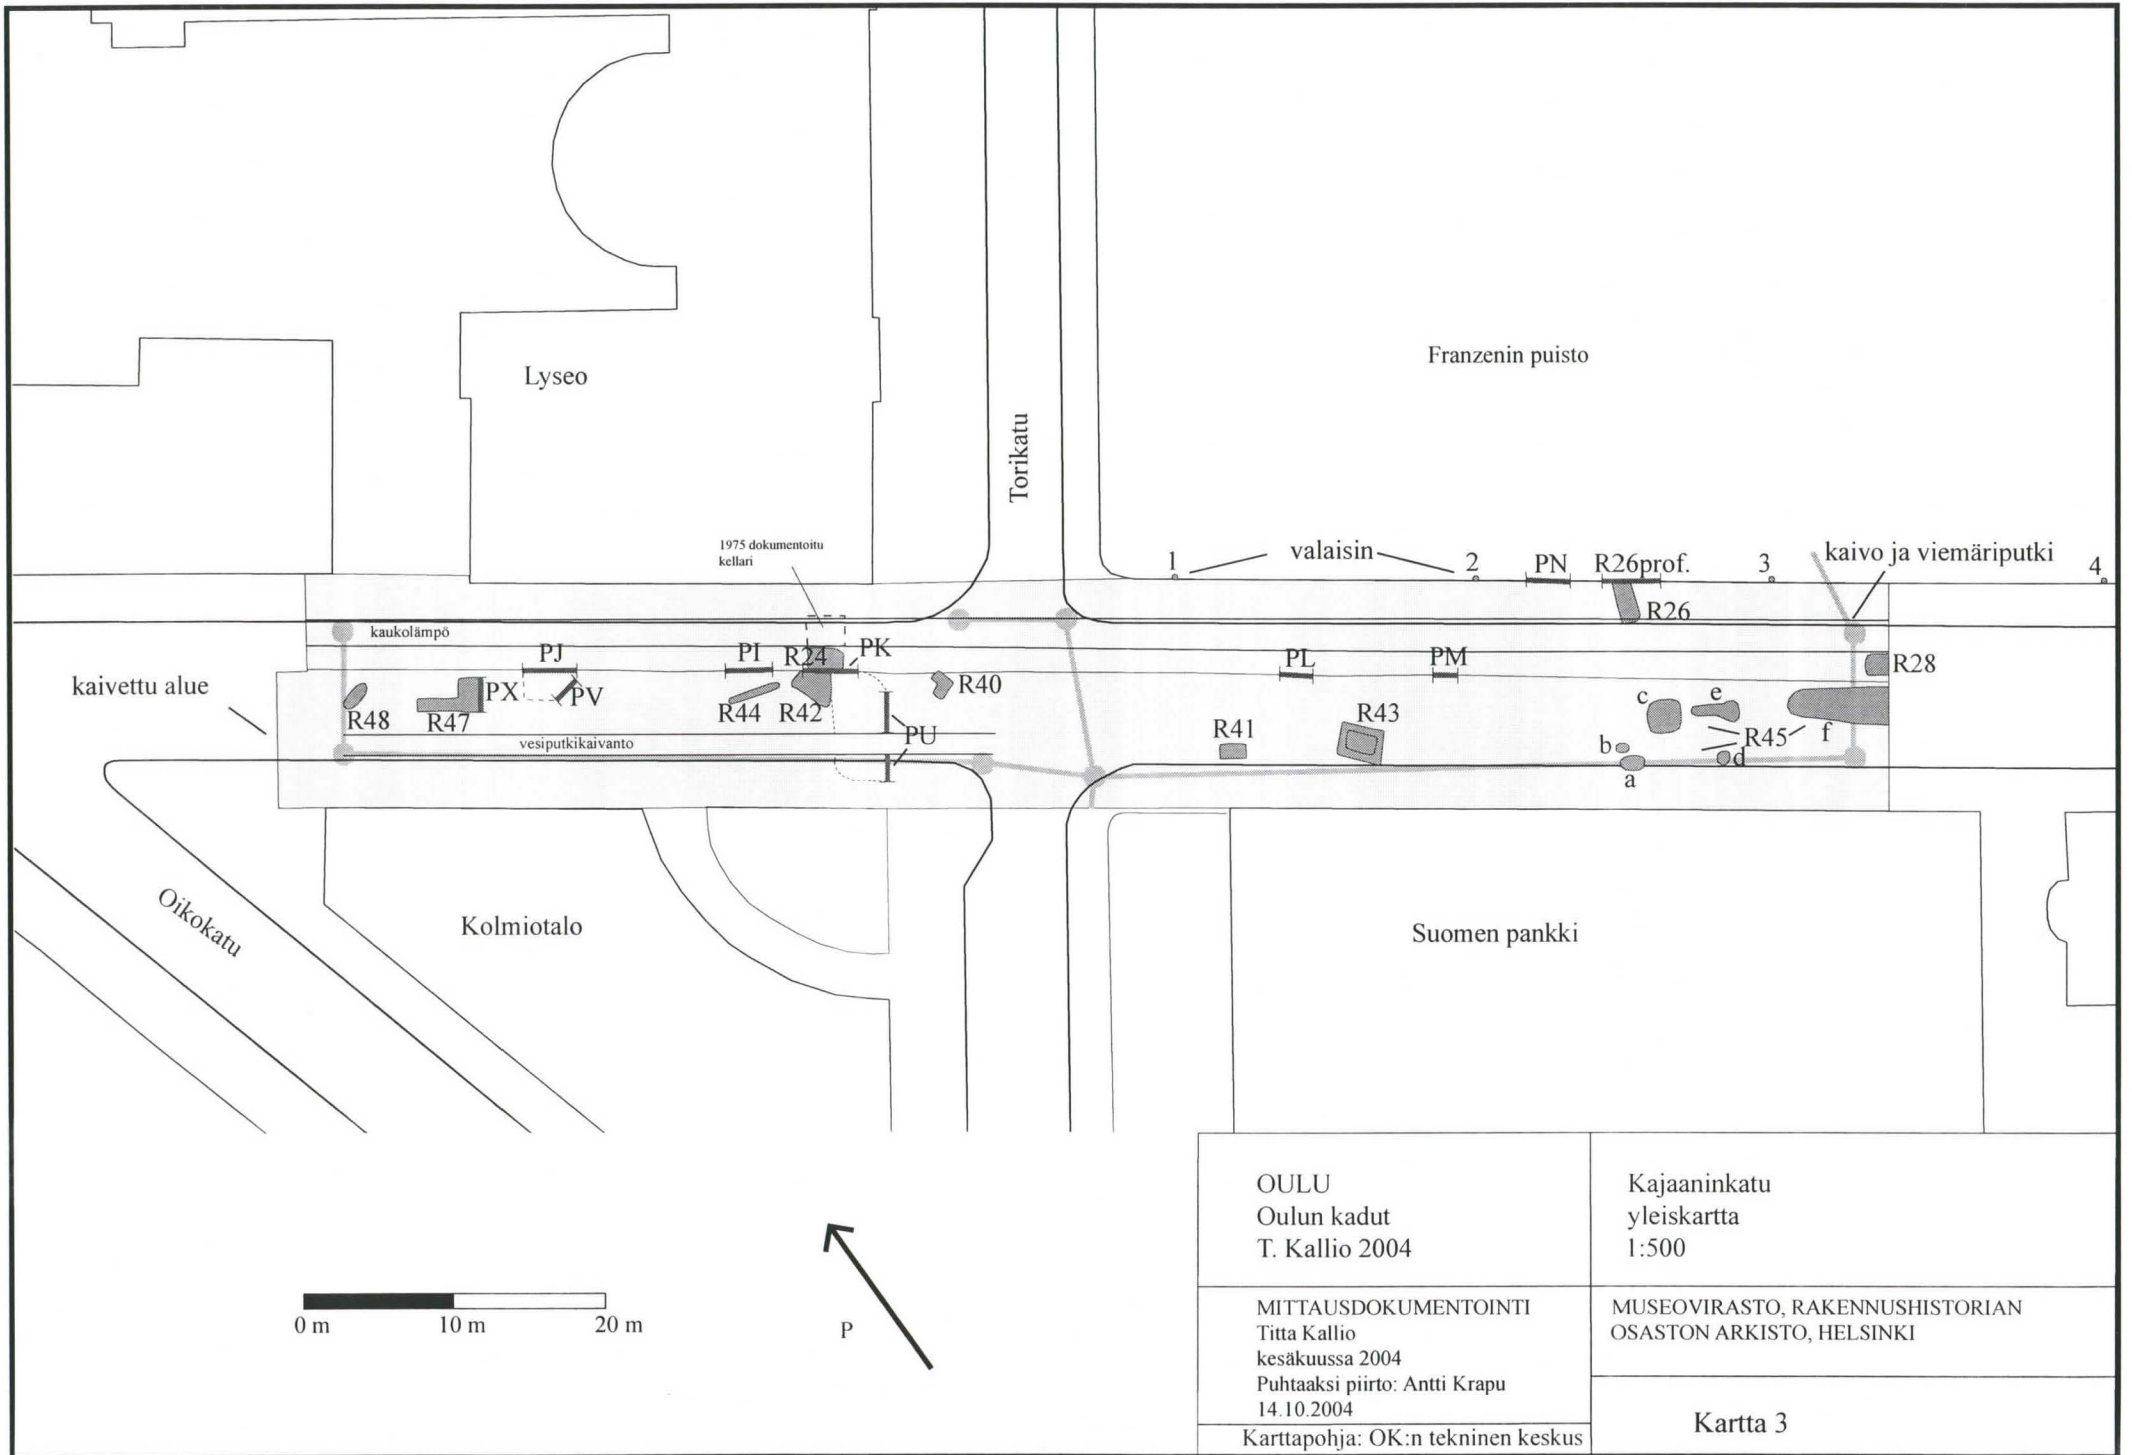 Franzenin puisto
Lyseo
Torikatu
1975 dokumentoitu
kellari
1
valaisin
2
PN
R26prof.
3
kaivo ja viemäriputki
4
R26
kaukolämpö
PJ
PI
R24
PK
PL
PM
R28
kaivettu alue
PX
PV
R40
R48
R47
R44
R42
R43
c
e
PU
R41
R45
f
vesiputkikaivanto
b
d
a
Oikokatu
Kolmiotalo
Suomen pankki
0 m
10 m
20 m
P
OULU
Oulun kadut
T. Kallio 2004
Kajaaninkatu
yleiskartta
1:500
MITTAUSDOKUMENTOINTI
Titta Kallio
kesäkuussa 2004
Puhtaaksi piirto: Antti Krapu
14.10.2004
Karttapohja: OK:n tekninen keskus
MUSEOVIRASTO, RAKENNUSHISTORIAN
OSASTON ARKISTO, HELSINKI
Kartta 3